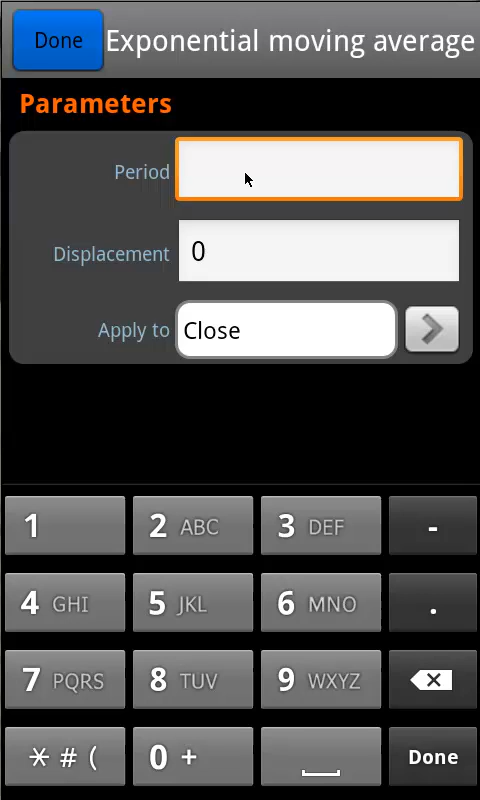 Done Exponential moving average
Parameters
Period
Displacement 0
Apply to Close
1 2 ABC 3 DEF -
4 GHI 5 JKL 6 MNO .
7 PQRS 8 TUV 9 WXYZ
* # ( 0 + Done